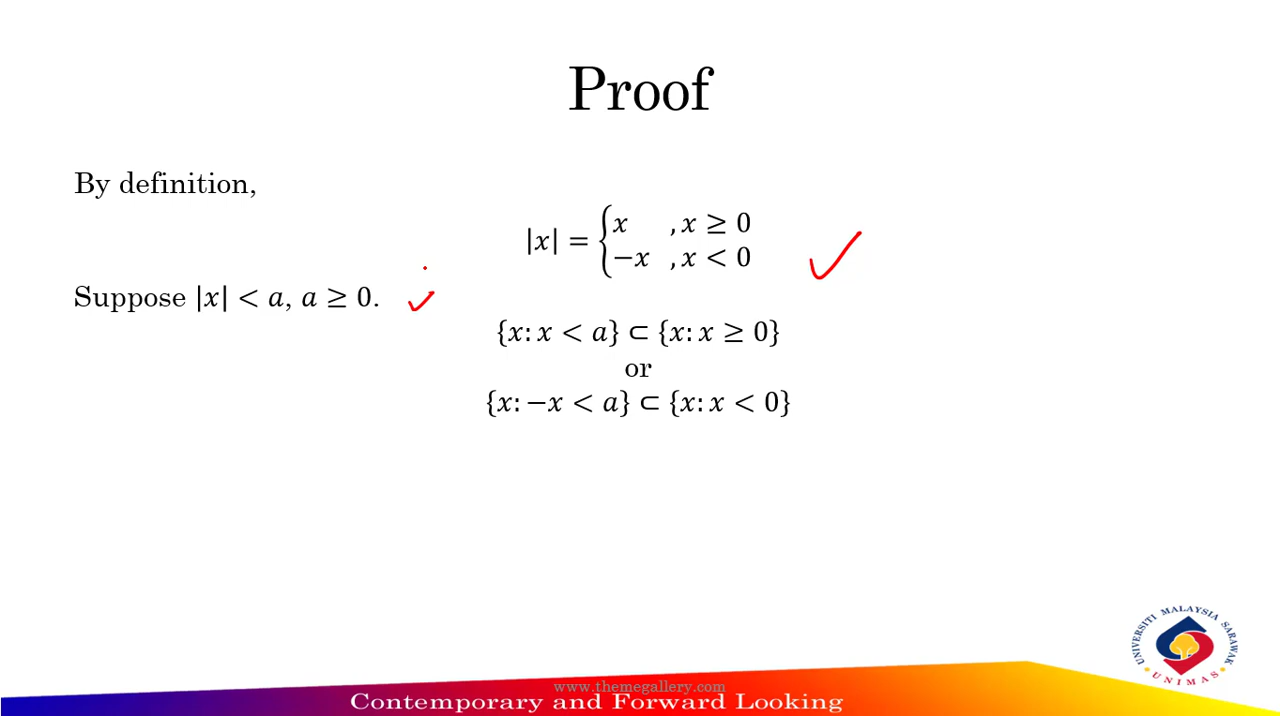 Proof
By definition,
|x| = {x , x ≥ 0
−x , x < 0
Suppose |x| < a, a ≥ 0.
{x: x < a} ⊂ {x: x ≥ 0}
or
{x: −x < a} ⊂ {x: x < 0}
UNIVERSITI MALAYSIA SARAWAK
UNIMAS
www.themegallery.com
Contemporary and Forward Looking